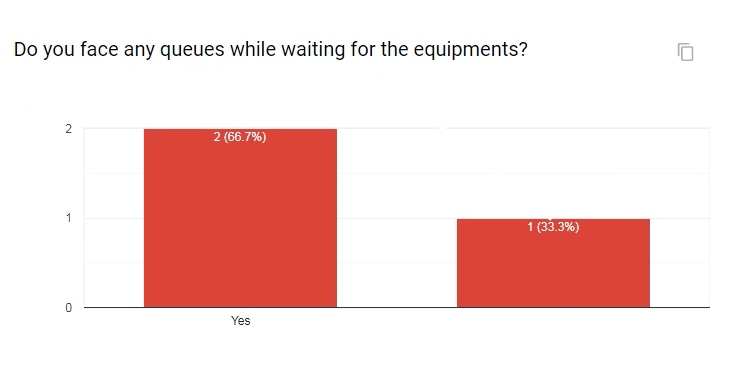 Do you face any queues while waiting for the equipments?
2
2 (66.7%)
1
1 (33.3%)
0
Yes